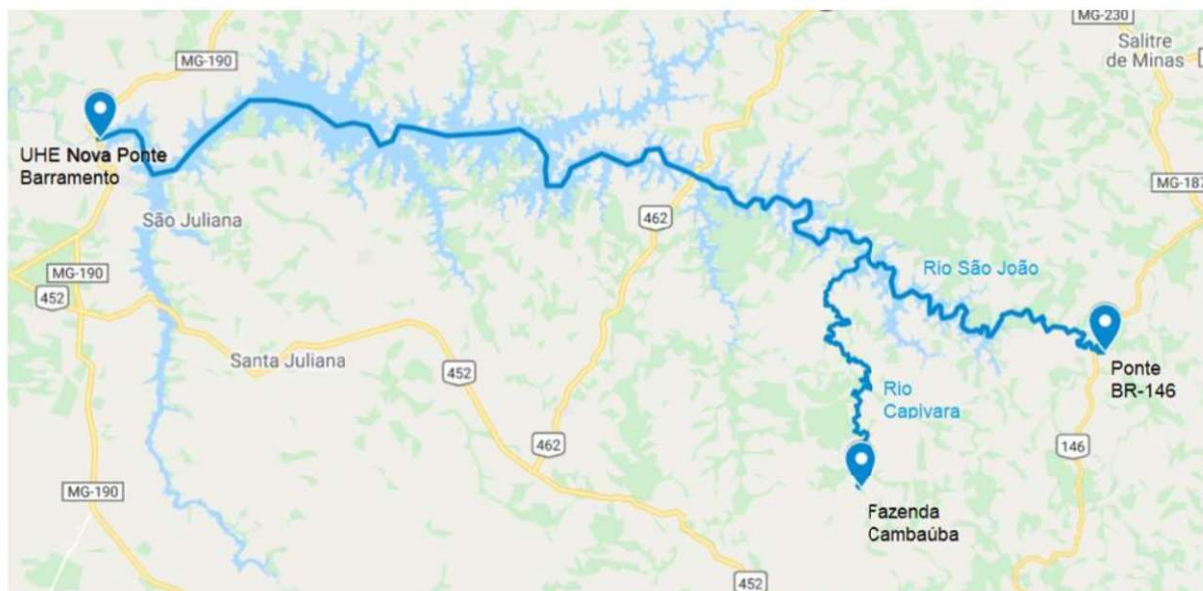 MG-230
Salitre
de Minas
MG-190
UHE Nova Ponte
Barramento
MG-187
São Juliana
462
Rio São João
MG-190
452
Santa Juliana
Ponte
BR-146
452
Rio
Capivara
462
146
MG-190
Fazenda
Cambaúba
452